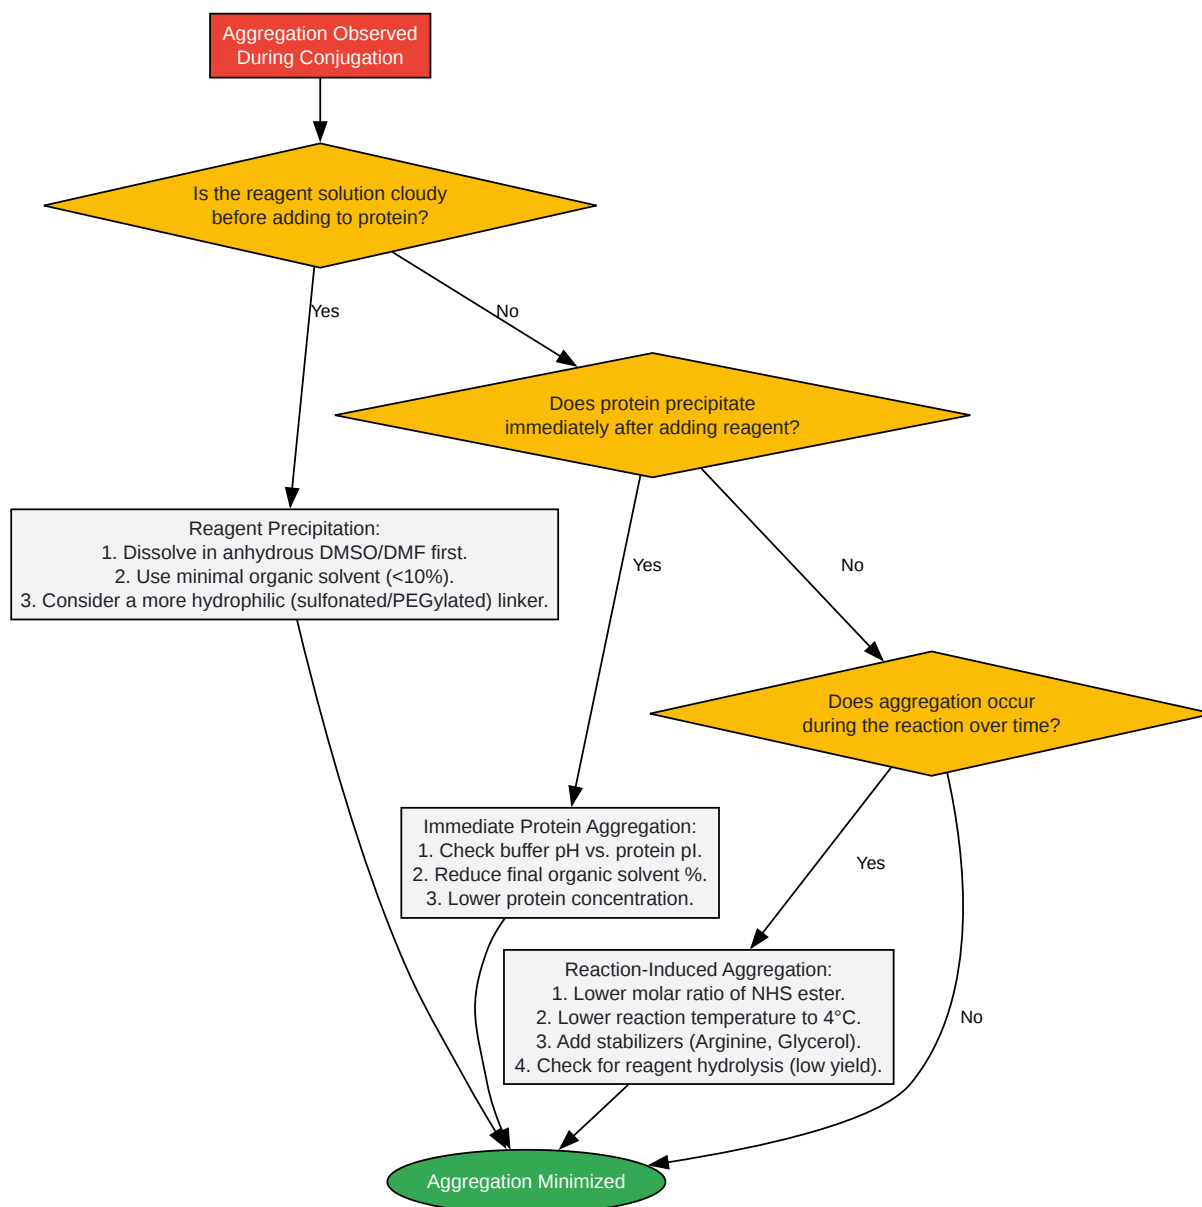 Aggregation Observed
During Conjugation
Is the reagent solution cloudy
before adding to protein?
Yes
No
Does protein precipitate
immediately after adding reagent?
Reagent Precipitation:
1. Dissolve in anhydrous DMSO/DMF first.
2. Use minimal organic solvent (<10%).
3. Consider a more hydrophilic (sulfonated/PEGylated) linker.
Yes
No
Does aggregation occur
during the reaction over time?
Immediate Protein Aggregation:
1. Check buffer pH vs. protein pI.
2. Reduce final organic solvent %.
3. Lower protein concentration.
Yes
Reaction-Induced Aggregation:
1. Lower molar ratio of NHS ester.
2. Lower reaction temperature to 4°C.
3. Add stabilizers (Arginine, Glycerol).
4. Check for reagent hydrolysis (low yield).
No
Aggregation Minimized